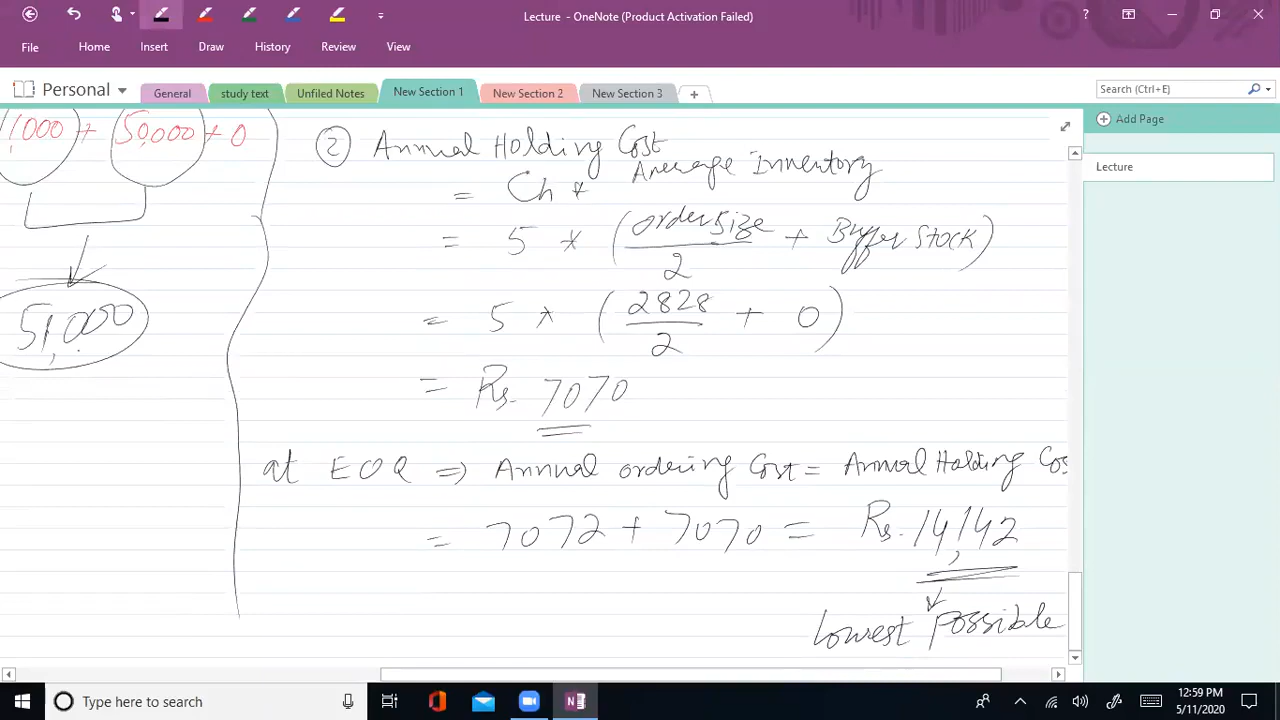 Lecture - OneNote (Product Activation Failed)
File Home Insert Draw History Review View
Personal General study text Unfiled Notes New Section 1 New Section 2 New Section 3 Search (Ctrl+E)
Add Page
Lecture
1,000 + 50,000 + 0
51,000
② Annual Holding Cost
= Ch * Average Inventory
= 5 * (order size / 2 + Buffer Stock)
= 5 * (2828 / 2 + 0)
= Rs. 7070
at EOQ ⇒ Annual ordering Cost = Annual Holding Cos
= 7072 + 7070 = Rs. 14,142
lowest possible
Type here to search
12:59 PM
5/11/2020